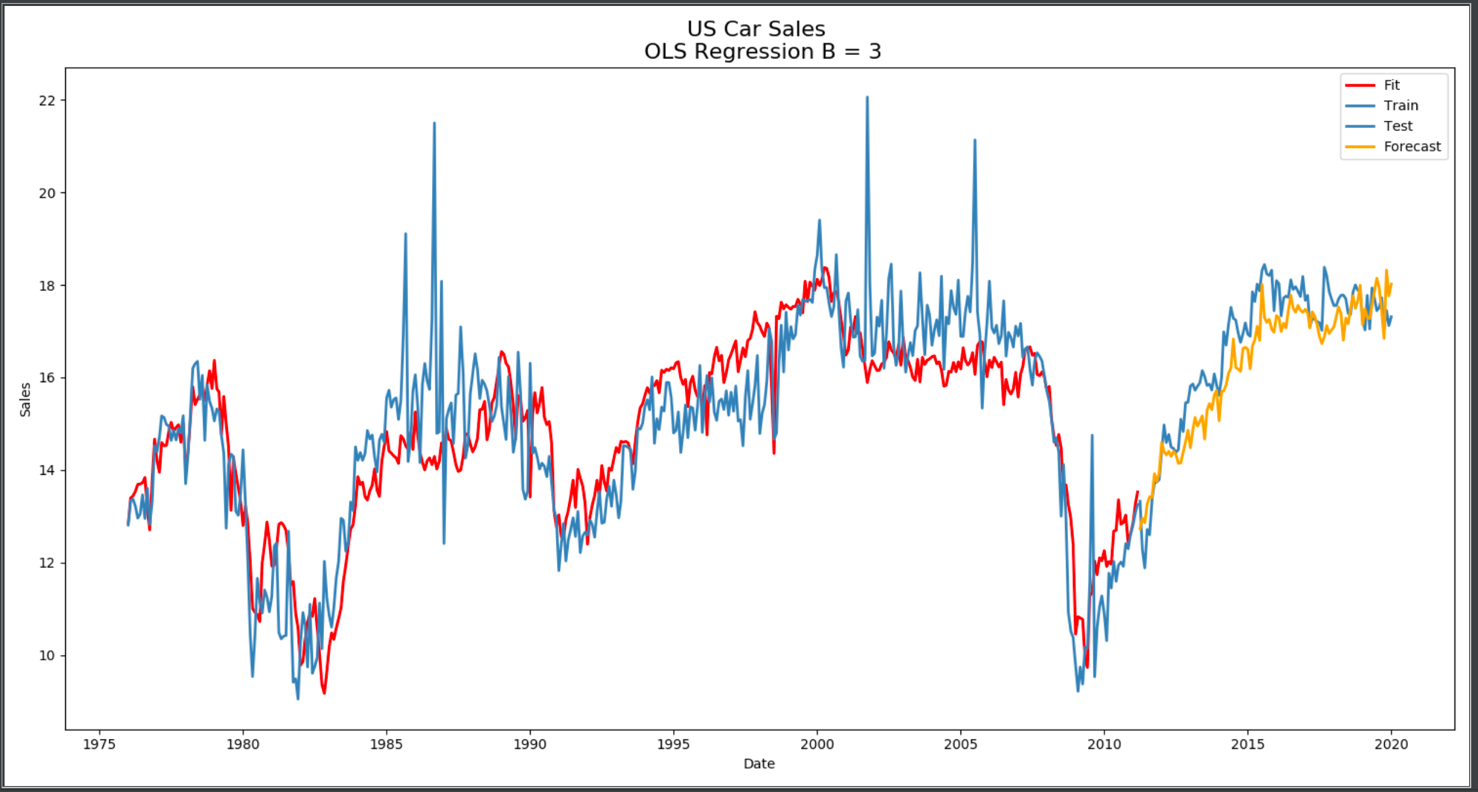 US Car Sales
OLS Regression B = 3
Fit
Train
Test
Forecast
22
20
18
16
14
12
10
Sales
1975 1980 1985 1990 1995 2000 2005 2010 2015 2020
Date